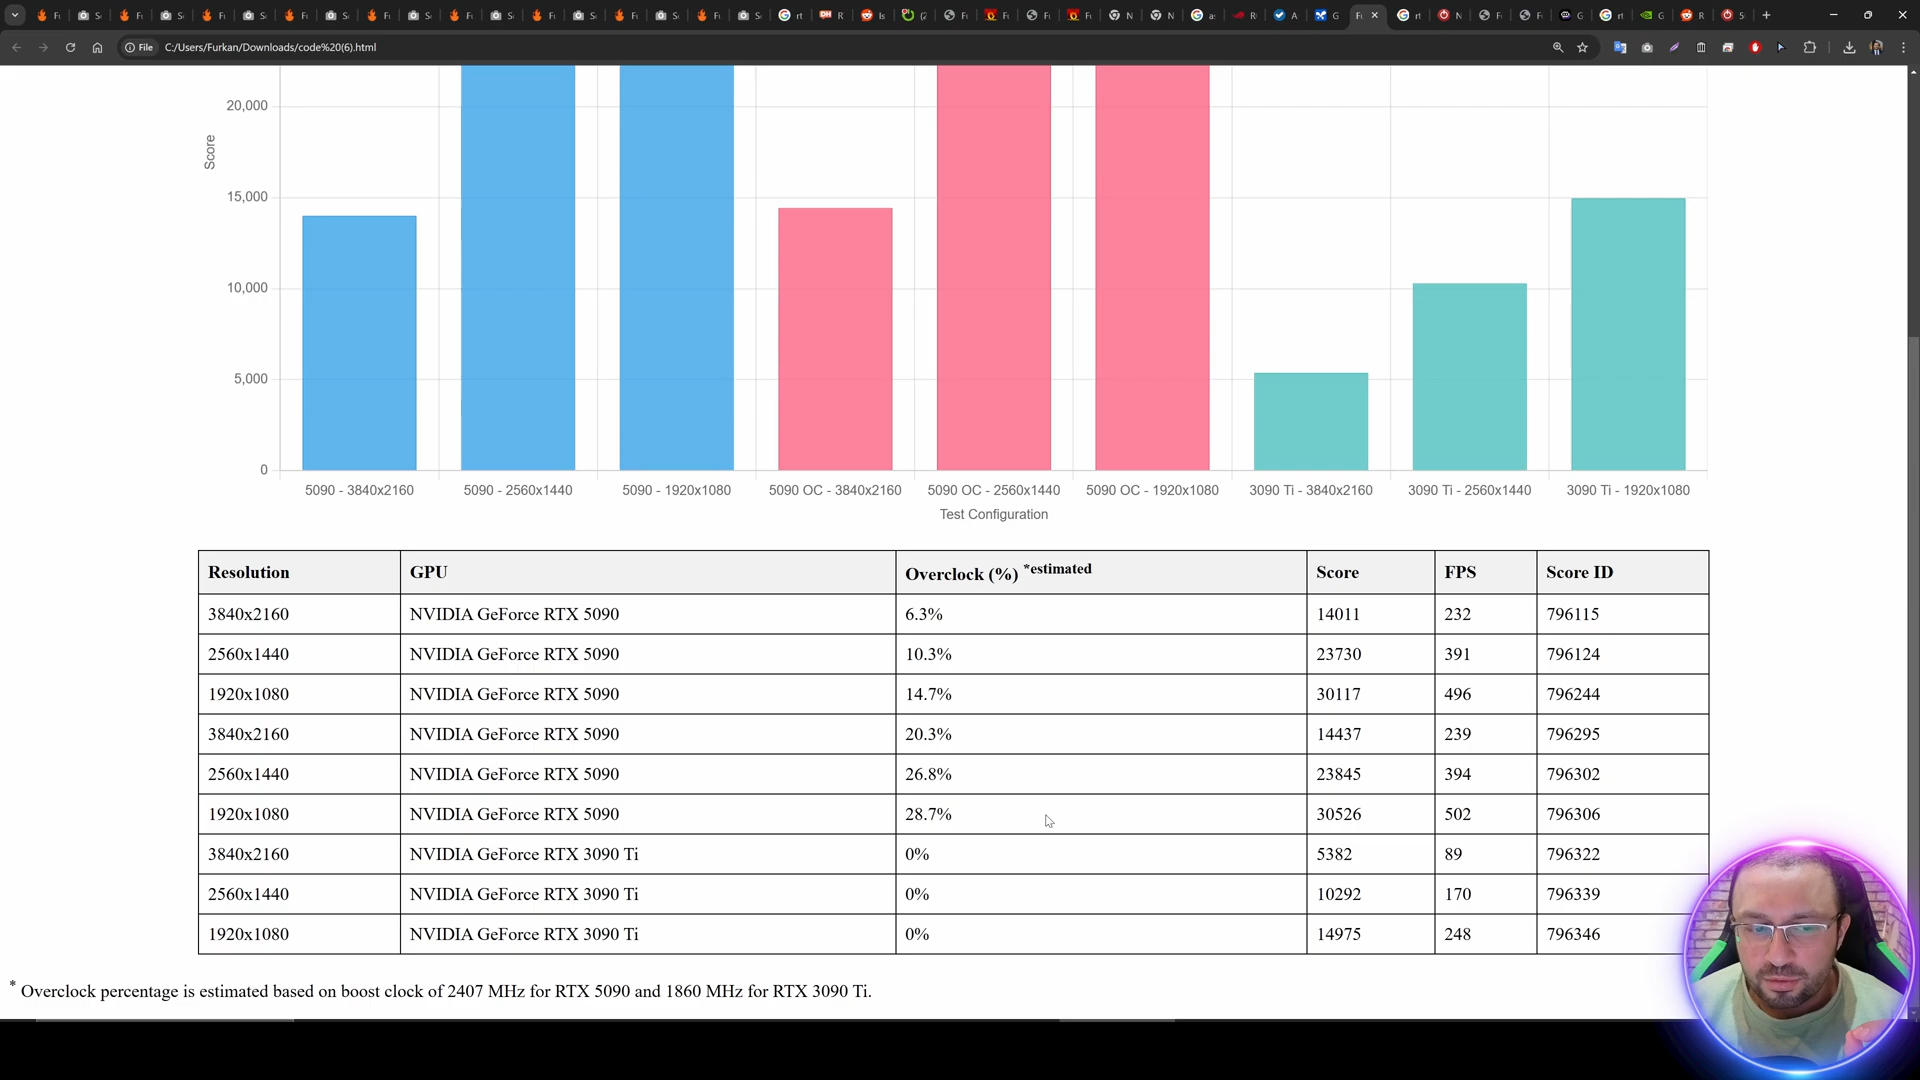 File C:/Users/Furkan/Downloads/code%20(6).html
20,000
15,000
10,000
5,000
0
Score
5090 - 3840x2160 5090 - 2560x1440 5090 - 1920x1080 5090 OC - 3840x2160 5090 OC - 2560x1440 5090 OC - 1920x1080 3090 Ti - 3840x2160 3090 Ti - 2560x1440 3090 Ti - 1920x1080
Test Configuration
Resolution GPU Overclock (%) *estimated Score FPS Score ID
3840x2160 NVIDIA GeForce RTX 5090 6.3% 14011 232 796115
2560x1440 NVIDIA GeForce RTX 5090 10.3% 23730 391 796124
1920x1080 NVIDIA GeForce RTX 5090 14.7% 30117 496 796244
3840x2160 NVIDIA GeForce RTX 5090 20.3% 14437 239 796295
2560x1440 NVIDIA GeForce RTX 5090 26.8% 23845 394 796302
1920x1080 NVIDIA GeForce RTX 5090 28.7% 30526 502 796306
3840x2160 NVIDIA GeForce RTX 3090 Ti 0% 5382 89 796322
2560x1440 NVIDIA GeForce RTX 3090 Ti 0% 10292 170 796339
1920x1080 NVIDIA GeForce RTX 3090 Ti 0% 14975 248 796346
* Overclock percentage is estimated based on boost clock of 2407 MHz for RTX 5090 and 1860 MHz for RTX 3090 Ti.